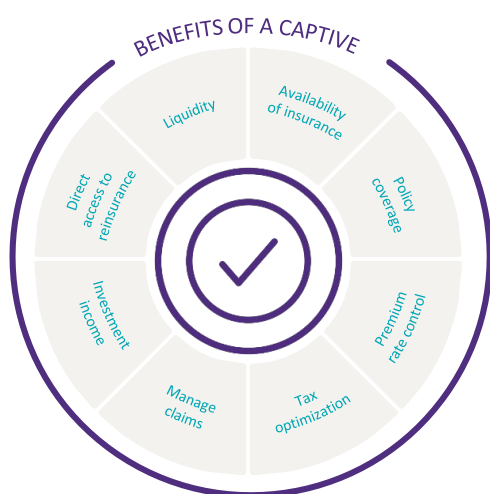 BENEFITS OF A CAPTIVE
Availability
of insurance
Policy
coverage
Premium
rate control
Tax
optimization
Manage
claims
Investment
income
Direct
access to
reinsurance
Liquidity